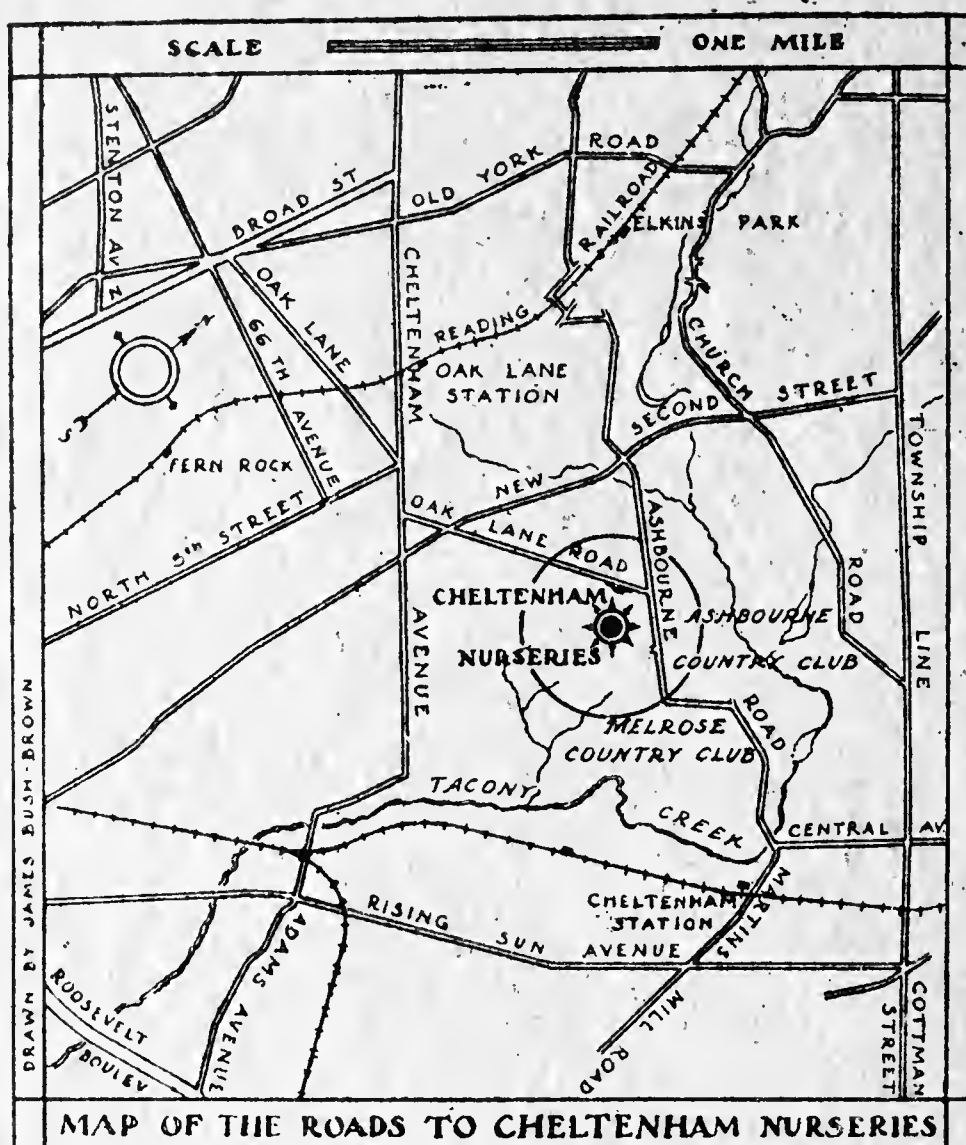 SCALE ONE MILE
STENTON AV N
BROAD ST
OLD YORK ROAD
RAILROAD
ELKINS PARK
CHELTENHAM
OAK LANE
66TH AVENUE
READING
OAK LANE
STATION
CHURCH
N
S
SECOND STREET
FERN ROCK
NEW
TOWNSHIP LINE
NORTH 5TH STREET
OAK LANE ROAD
ASHBOURNE
ROAD
CHELTENHAM
NURSERIES
AVENUE
ASHBOURNE
COUNTRY CLUB
ROAD
MELROSE
COUNTRY CLUB
TACONY CREEK
CENTRAL AV.
CHELTENHAM
STATION
MARTINS MILL ROAD
RISING SUN AVENUE
ADAMS AVENUE
ROOSEVELT
BOULEV
COTTMAN
STREET
DRAWN BY JAMES BUSH-BROWN
MAP OF THE ROADS TO CHELTENHAM NURSERIES